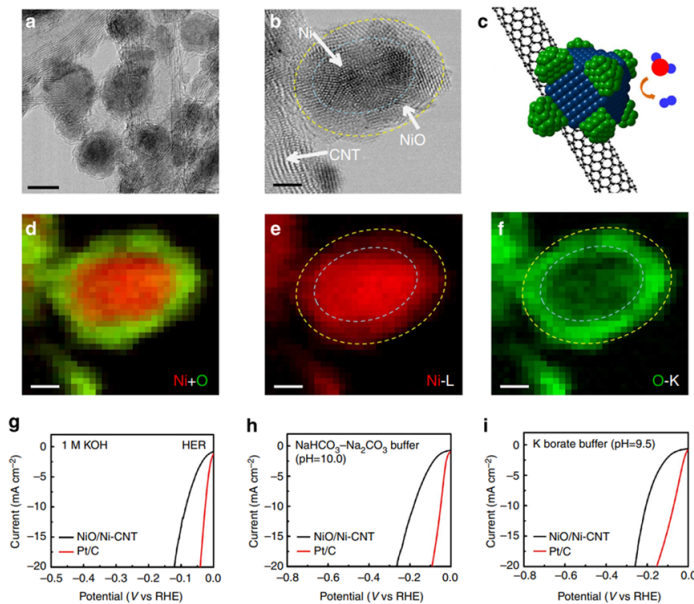 a
b
Ni
NiO
CNT
c
d
Ni+O
e
Ni-L
f
O-K
g
1 M KOH
HER
NiO/Ni-CNT
Pt/C
0
−5
−10
−15
−20
Current (mA cm−2)
−0.5 −0.4 −0.3 −0.2 −0.1 0.0
Potential (V vs RHE)
h
NaHCO3–Na2CO3 buffer
(pH=10.0)
NiO/Ni-CNT
Pt/C
0
−5
−10
−15
−20
Current (mA cm−2)
−0.8 −0.6 −0.4 −0.2 0.0
Potential (V vs RHE)
i
K borate buffer (pH=9.5)
NiO/Ni-CNT
Pt/C
0
−5
−10
−15
−20
Current (mA cm−2)
−0.8 −0.6 −0.4 −0.2 0.0
Potential (V vs RHE)